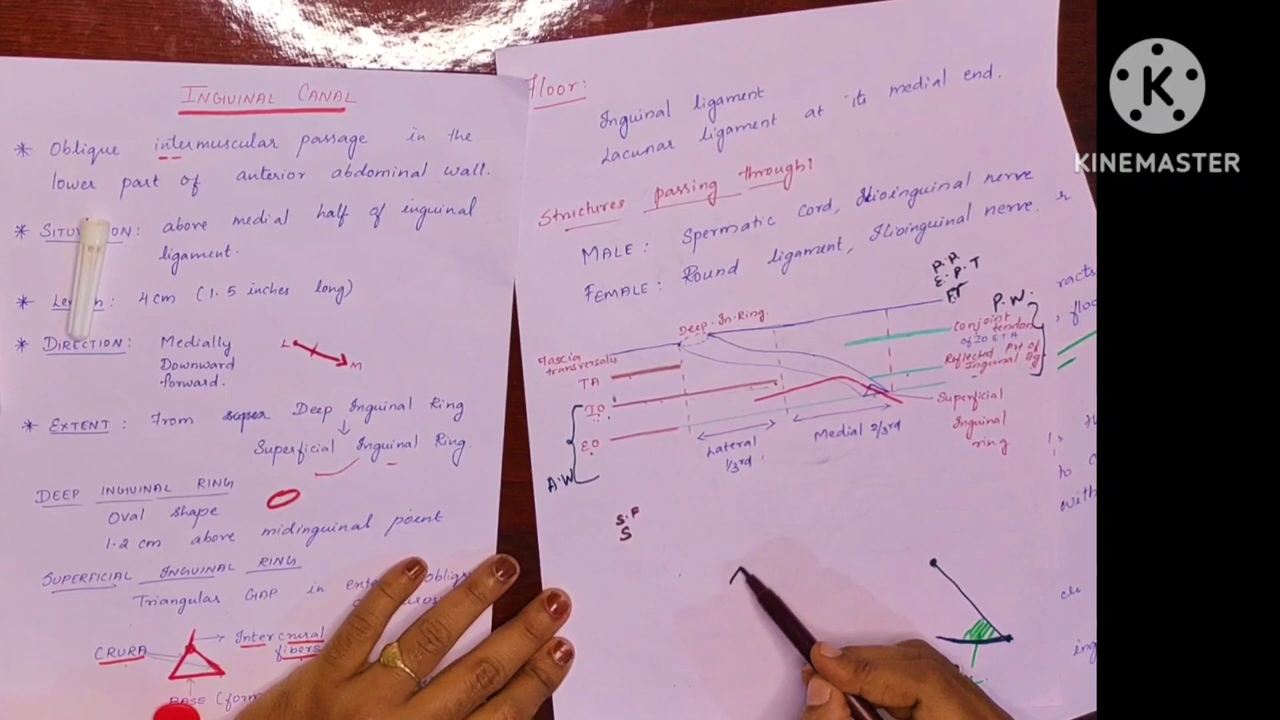 INGUINAL CANAL
* Oblique intermuscular passage in the
lower part of anterior abdominal wall.
* above medial half of inguinal
ligament.
* 4cm (1.5 inches long)
* DIRECTION: Medially
Downward
forward.
L
M
* EXTENT: From Deep Inguinal Ring
Superficial Inguinal Ring.
DEEP INGUINAL RING
Oval shape
1.2 cm above midinguinal point
SUPERFICIAL INGUINAL RING
Triangular GAP in
CRURA
Intercrural
fibers
BASE
Floor:
Inguinal ligament
Lacunar ligament at its medial end.
Structures passing through:
MALE: Spermatic Cord, Ilioinguinal nerve
FEMALE: Round ligament, Ilioinguinal nerve.
P.P.
E.P.T
FT
P.W.
Deep.In.Ring.
fascia
transversalis
TA
IO
EO
A.W
Conjoint
tendon
of IO & TA
Reflected Part of
Inguinal lig
Superficial
Inguinal
ring
Lateral
1/3rd
Medial 2/3rd
S.F
S
KINEMASTER